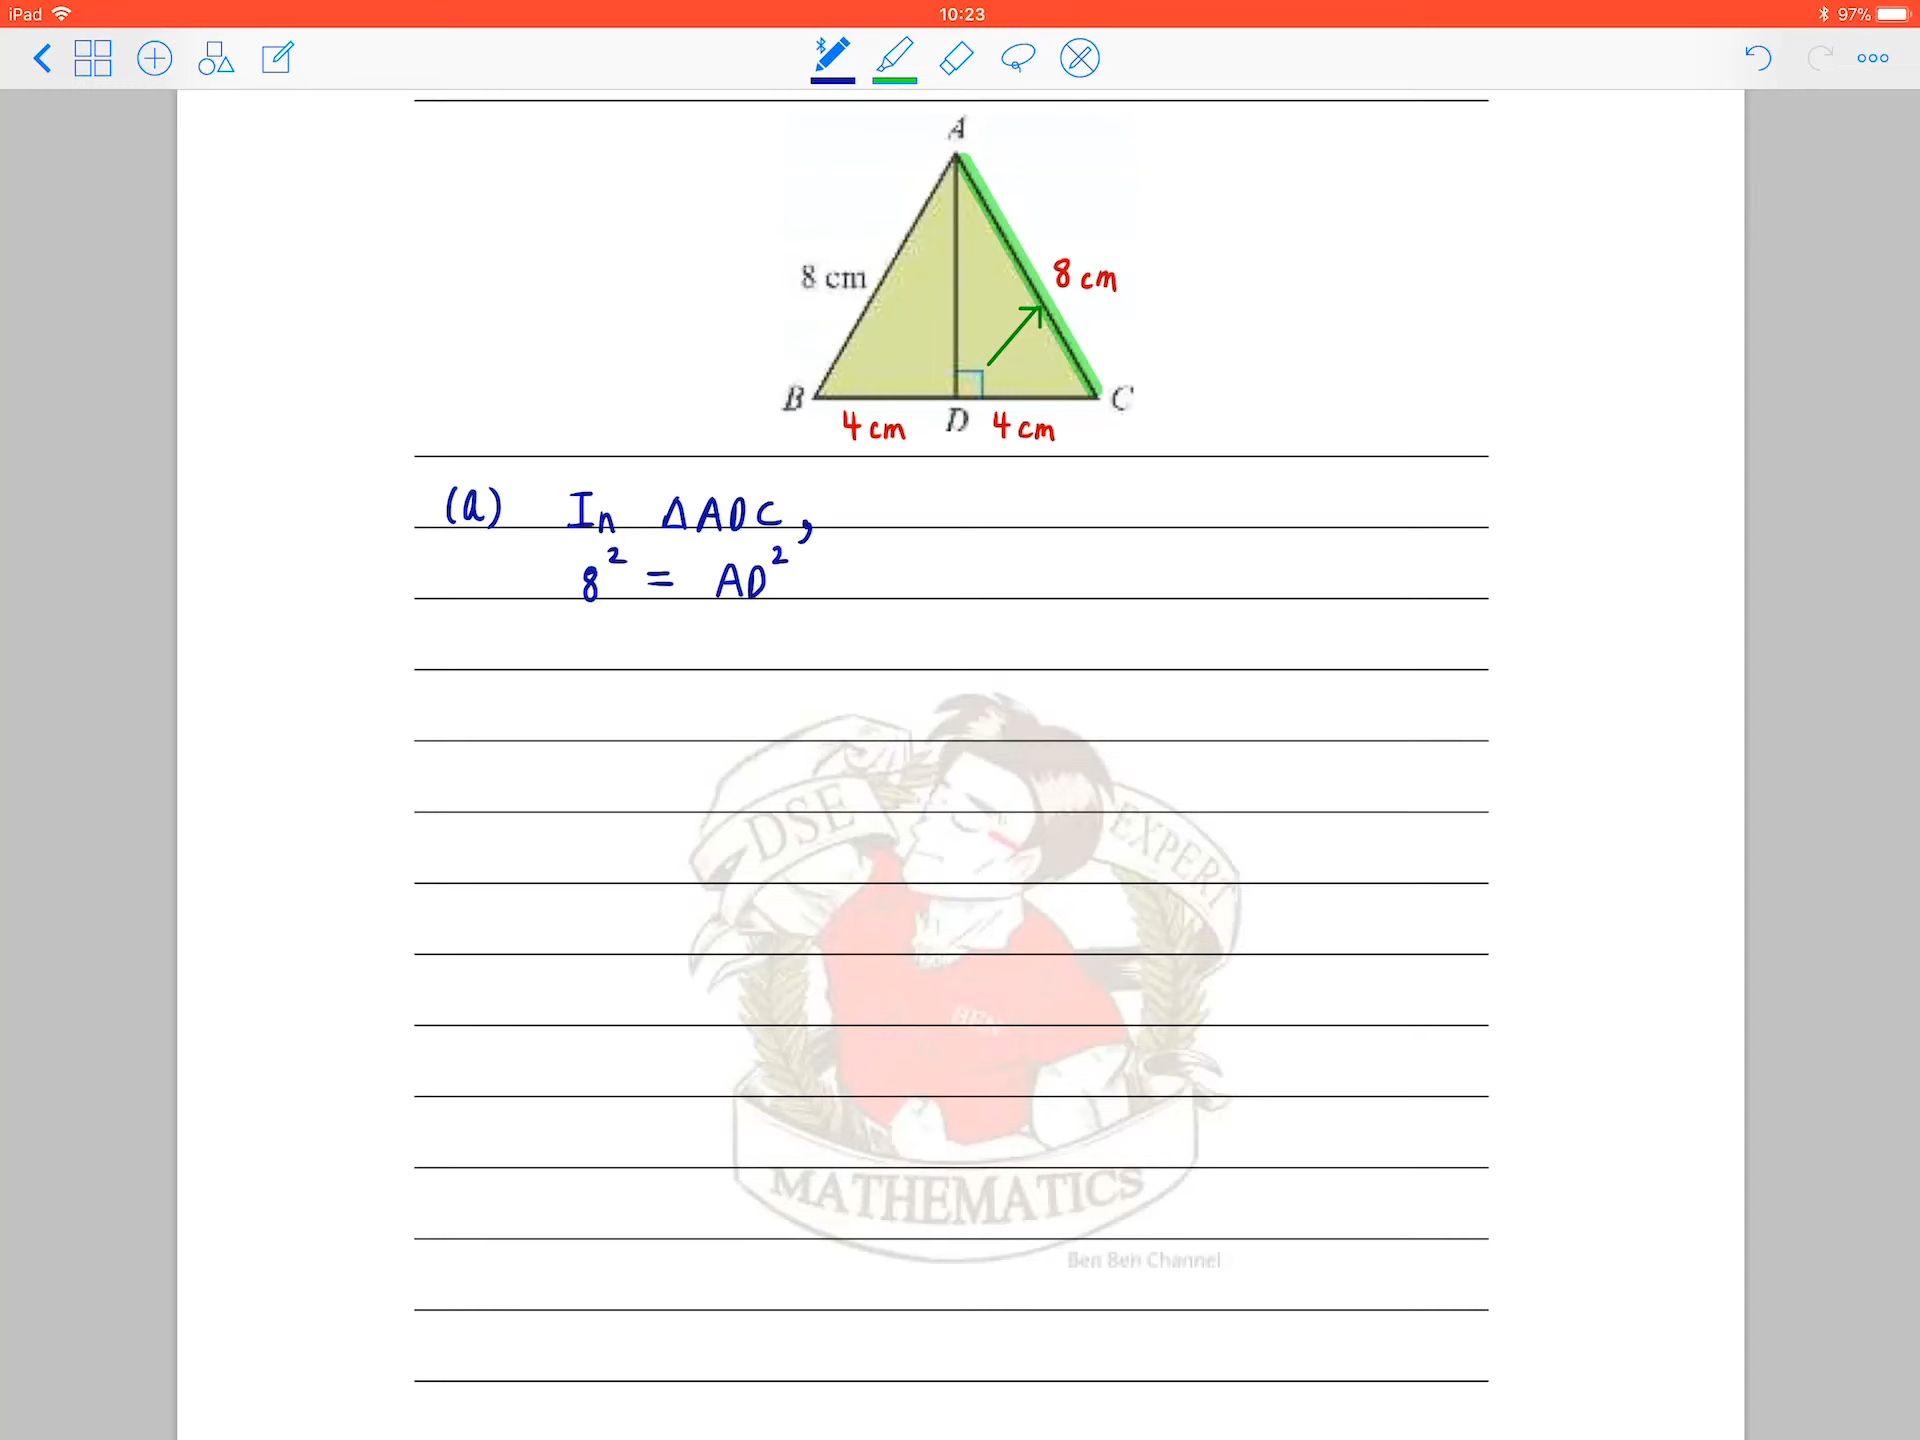 iPad 10:23 97%
A
8 cm 8 cm
B D C
4 cm 4 cm
(a) In ΔADC,
8² = AD²
DSE EXPERT
BEN
MATHEMATICS
Ben Ben Channel